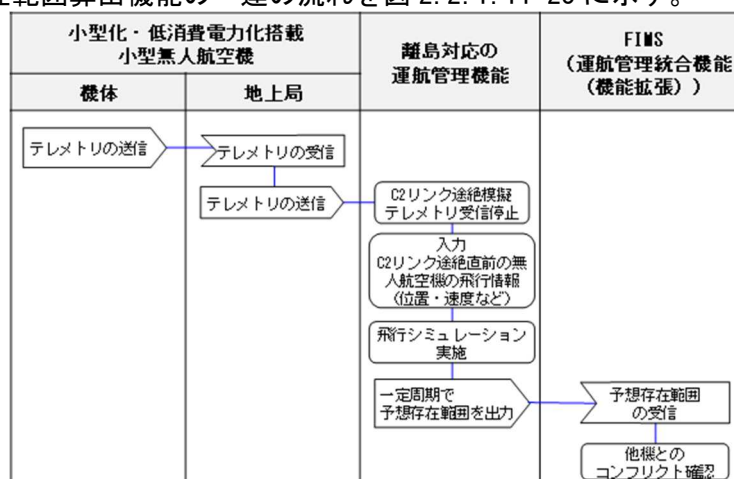 在範囲算出機能の一連の流れを図 2.2.1.11-28 に示す。
小型化・低消費電力化搭載
小型無人航空機
離島対応の
運航管理機能
FIMS
(運航管理統合機能
(機能拡張))
機体
地上局
テレメトリの送信
テレメトリの受信
テレメトリの送信
C2リンク途絶模擬
テレメトリ受信停止
入力
C2リンク途絶直前の無
人航空機の飛行情報
(位置・速度など)
飛行シミュレーション
実施
一定周期で
予想存在範囲を出力
予想存在範囲
の受信
他機との
コンフリクト確認